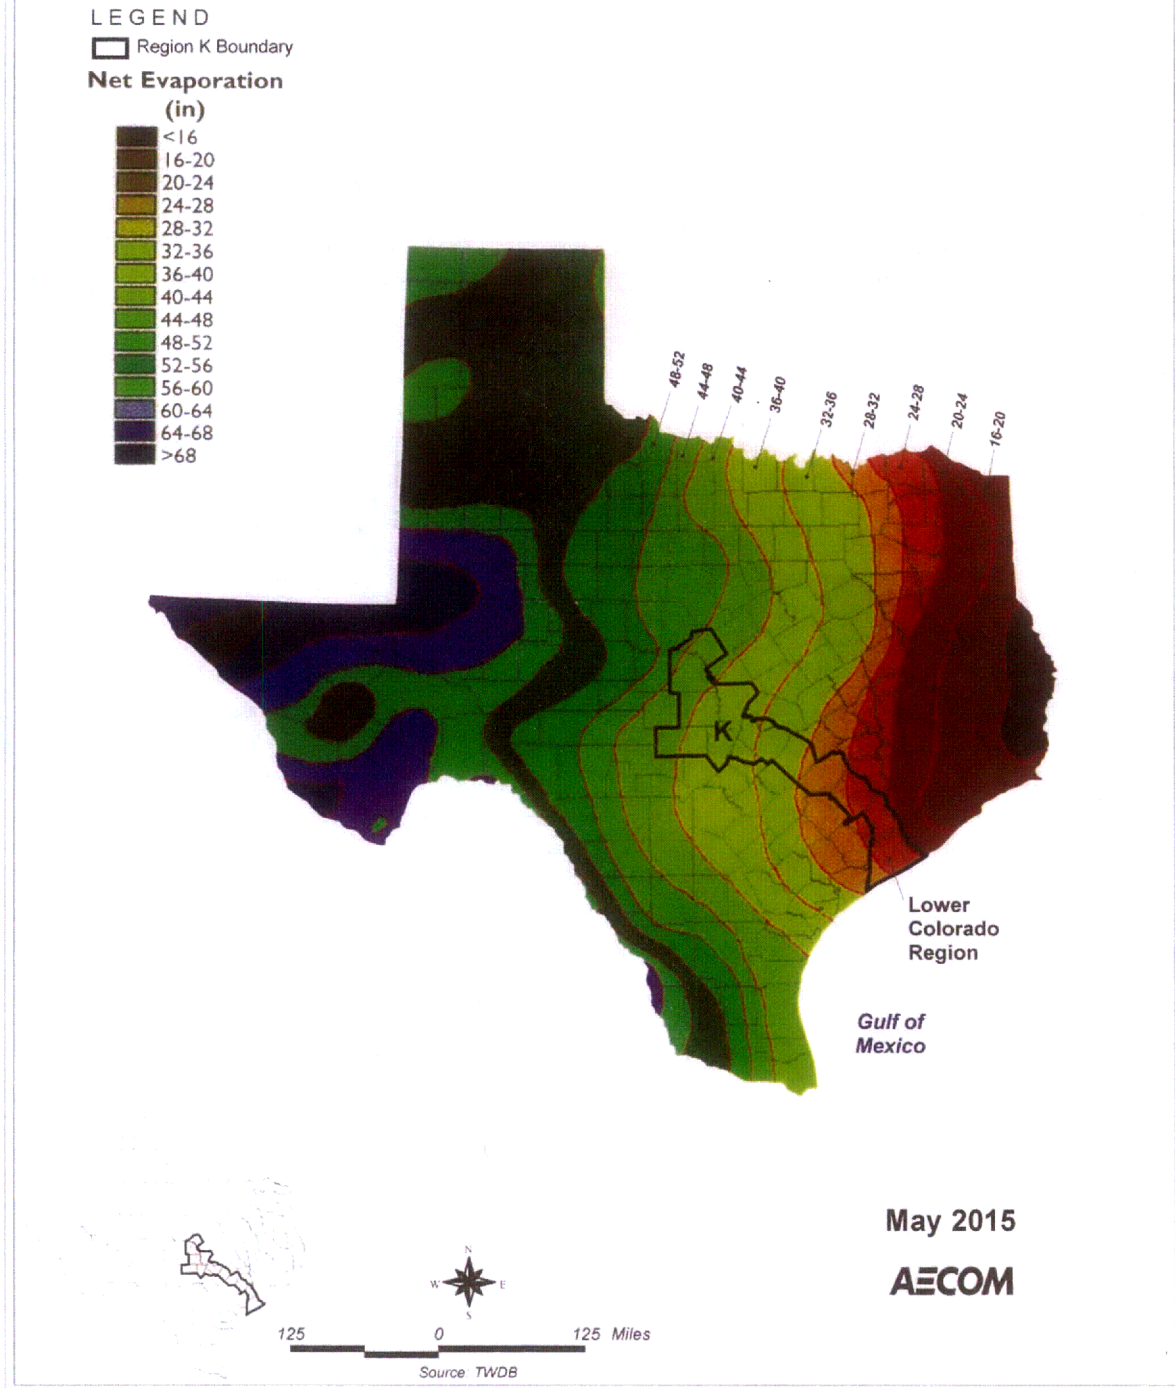 LEGEND
Region K Boundary
Net Evaporation
(in)
<16
16-20
20-24
24-28
28-32
32-36
36-40
40-44
44-48
48-52
52-56
56-60
60-64
64-68
>68
48-52
44-48
40-44
36-40
32-36
28-32
24-28
20-24
16-20
K
Lower
Colorado
Region
Gulf of
Mexico
May 2015
AECOM
N
W
E
S
125 0 125 Miles
Source: TWDB